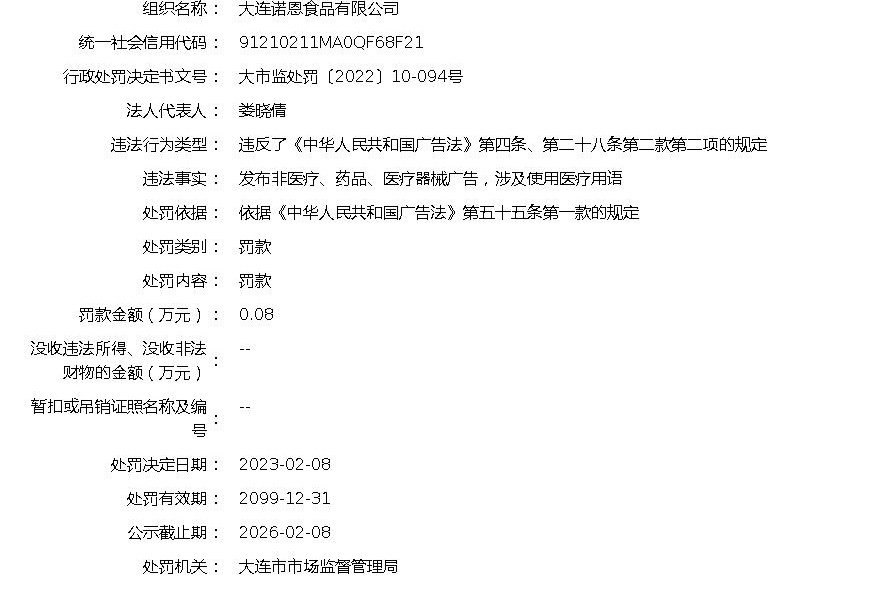 组织名称： 大连诺恩食品有限公司
统一社会信用代码： 91210211MA0QF68F21
行政处罚决定书文号： 大市监处罚〔2022〕10-094号
法人代表人： 娄晓倩
违法行为类型： 违反了《中华人民共和国广告法》第四条、第二十八条第二款第二项的规定
违法事实： 发布非医疗、药品、医疗器械广告，涉及使用医疗用语
处罚依据： 依据《中华人民共和国广告法》第五十五条第一款的规定
处罚类别： 罚款
处罚内容： 罚款
罚款金额（万元）： 0.08
没收违法所得、没收非法
财物的金额（万元）： --
暂扣或吊销证照名称及编
号： --
处罚决定日期： 2023-02-08
处罚有效期： 2099-12-31
公示截止期： 2026-02-08
处罚机关： 大连市市场监督管理局